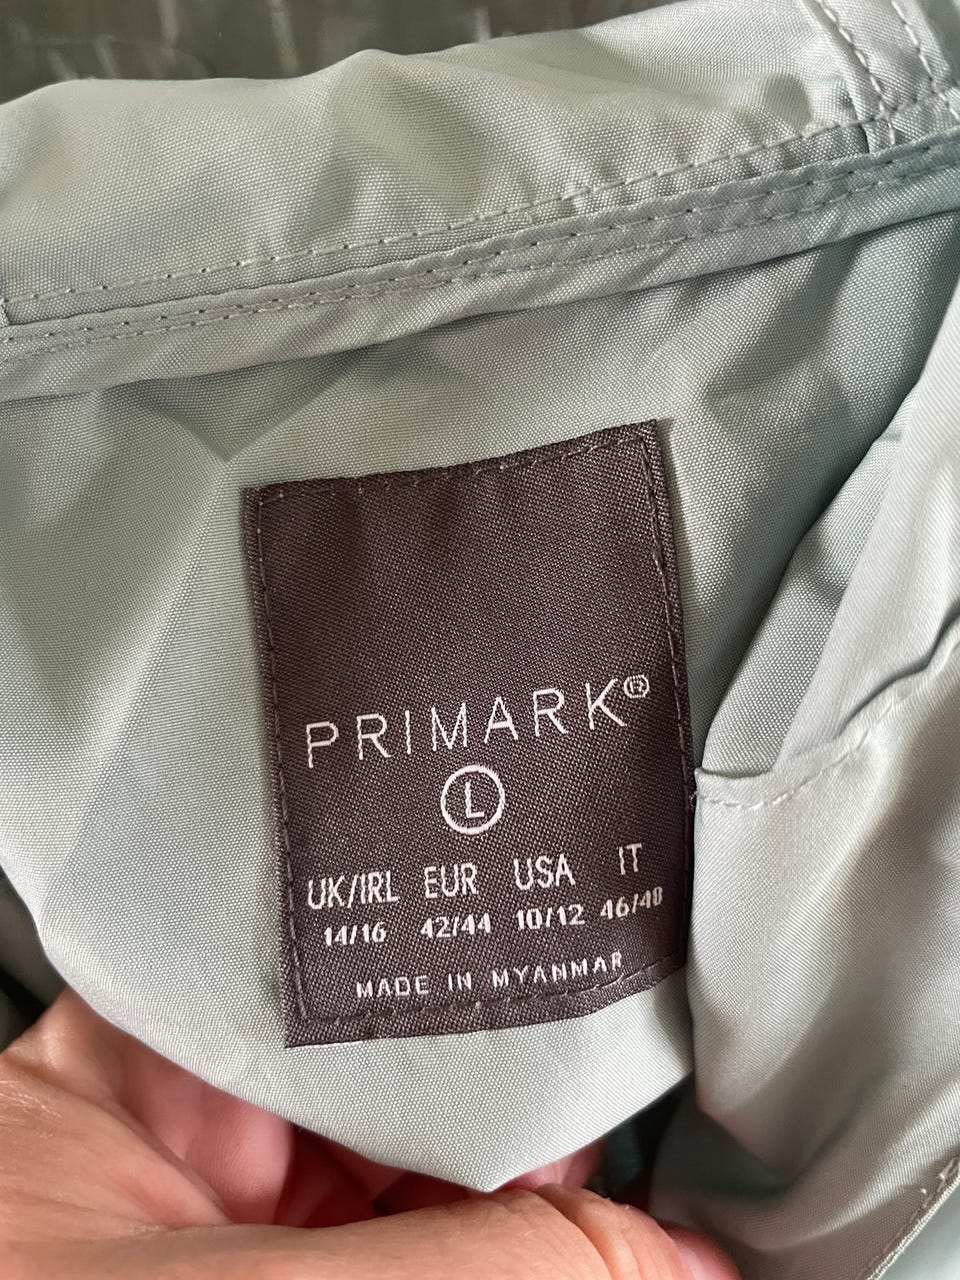 PRIMARK®
L
UK/IRL EUR USA IT
14/16 42/44 10/12 46/48
MADE IN MYANMAR